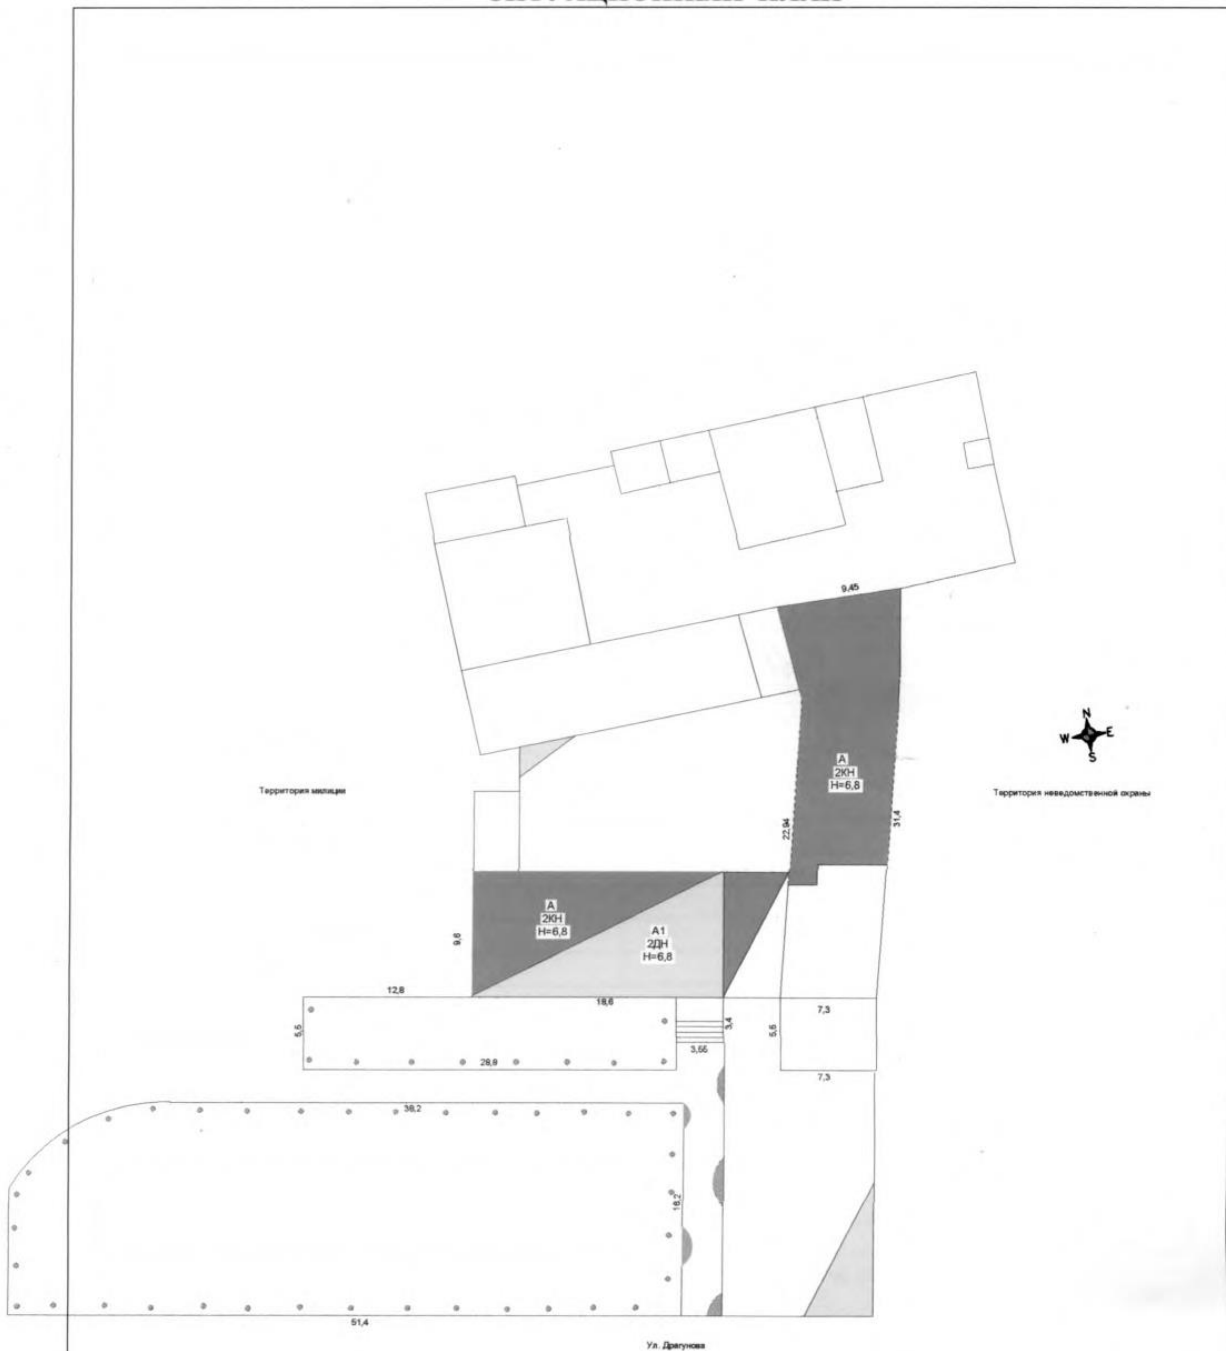 9,45
N
W E
S
А
2КН
Н=6,8
Территория милиции
Территория неведомственной охраны
22,94
31,4
А
2КН
Н=6,8
А1
2ДН
Н=6,8
9,6
12,8
18,6
7,3
5,5
3,4
5,6
3,55
28,8
7,3
38,2
18,2
51,4
Ул. Драгунова